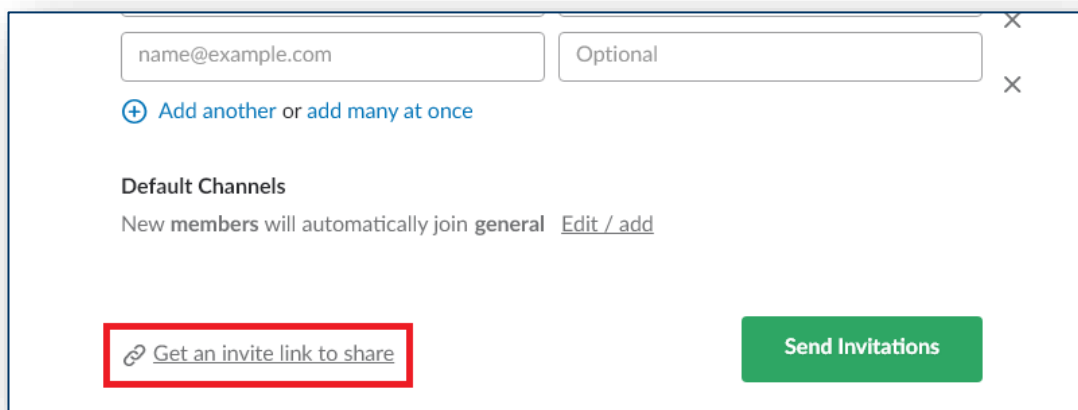 name@example.com Optional
Add another or add many at once
Default Channels
New members will automatically join general Edit / add
Get an invite link to share Send Invitations